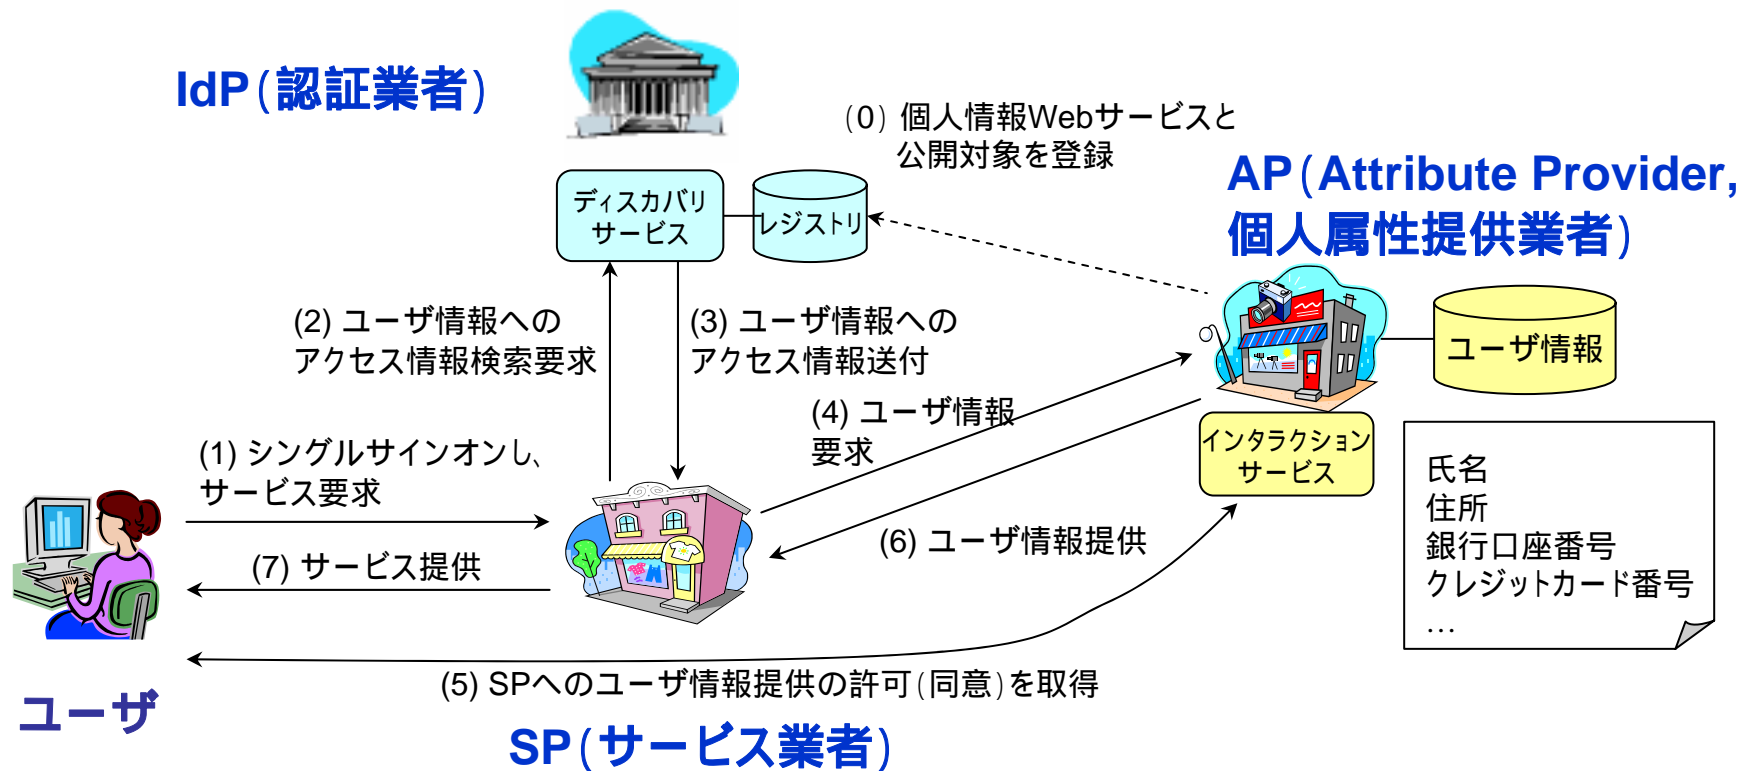 IdP(認証業者)
(0) 個人情報Webサービスと
公開対象を登録
AP(Attribute Provider,
個人属性提供業者)
ディスカバリ
サービス
レジストリ
(2) ユーザ情報への
アクセス情報検索要求
(3) ユーザ情報への
アクセス情報送付
ユーザ情報
(4) ユーザ情報
要求
インタラクション
サービス
(1) シングルサインオンし、
サービス要求
氏名
住所
銀行口座番号
クレジットカード番号
…
(6) ユーザ情報提供
(7) サービス提供
(5) SPへのユーザ情報提供の許可(同意)を取得
ユーザ
SP(サービス業者)